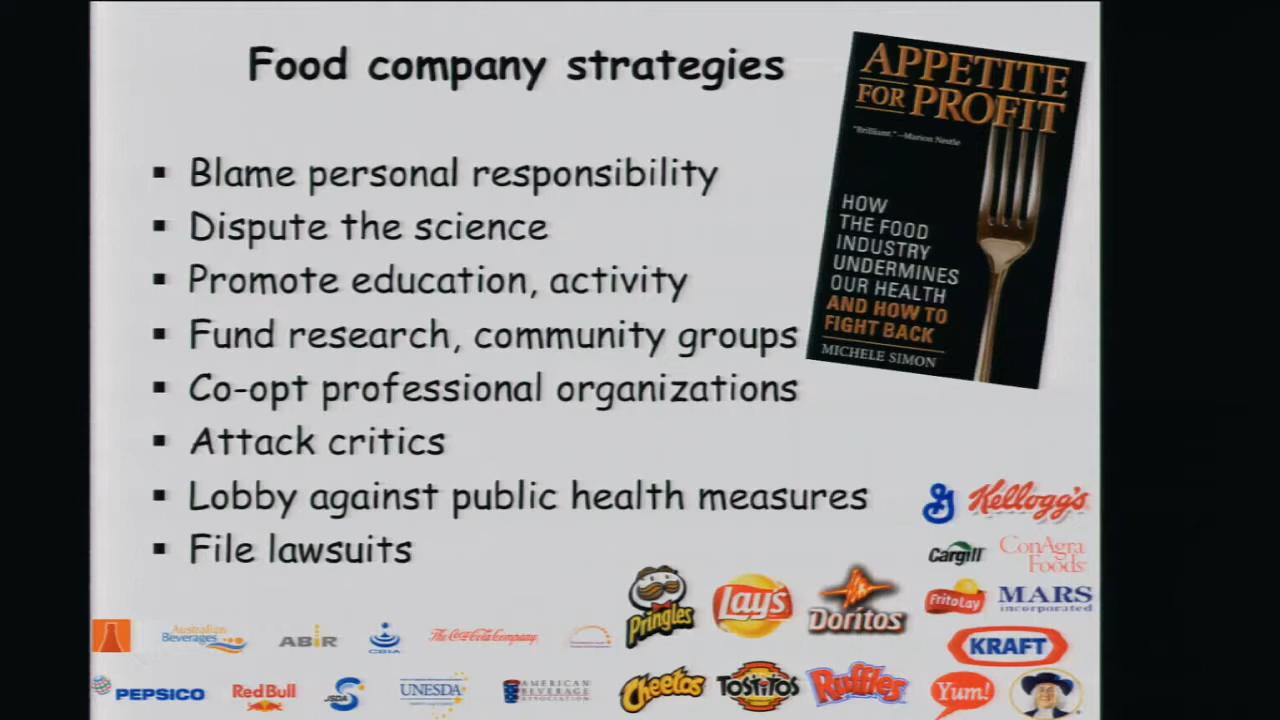 Food company strategies
Blame personal responsibility
Dispute the science
Promote education, activity
Fund research, community groups
Co-opt professional organizations
Attack critics
Lobby against public health measures
File lawsuits
APPETITE
FOR PROFIT
"Brilliant." —Marion Nestle
HOW
THE FOOD
INDUSTRY
UNDERMINES
OUR HEALTH
AND HOW TO
FIGHT BACK
MICHELE SIMON
G Kellogg's
Cargill ConAgra
Foods
FritoLay MARS
incorporated
KRAFT
Yum!
Pringles Lay's Doritos
Cheetos TOSTITOS Ruffles
Australian
Beverages ABIR CBIA The Coca-Cola Company
PEPSICO Red Bull JSDA UNESDA AMERICAN
BEVERAGE
ASSOCIATION